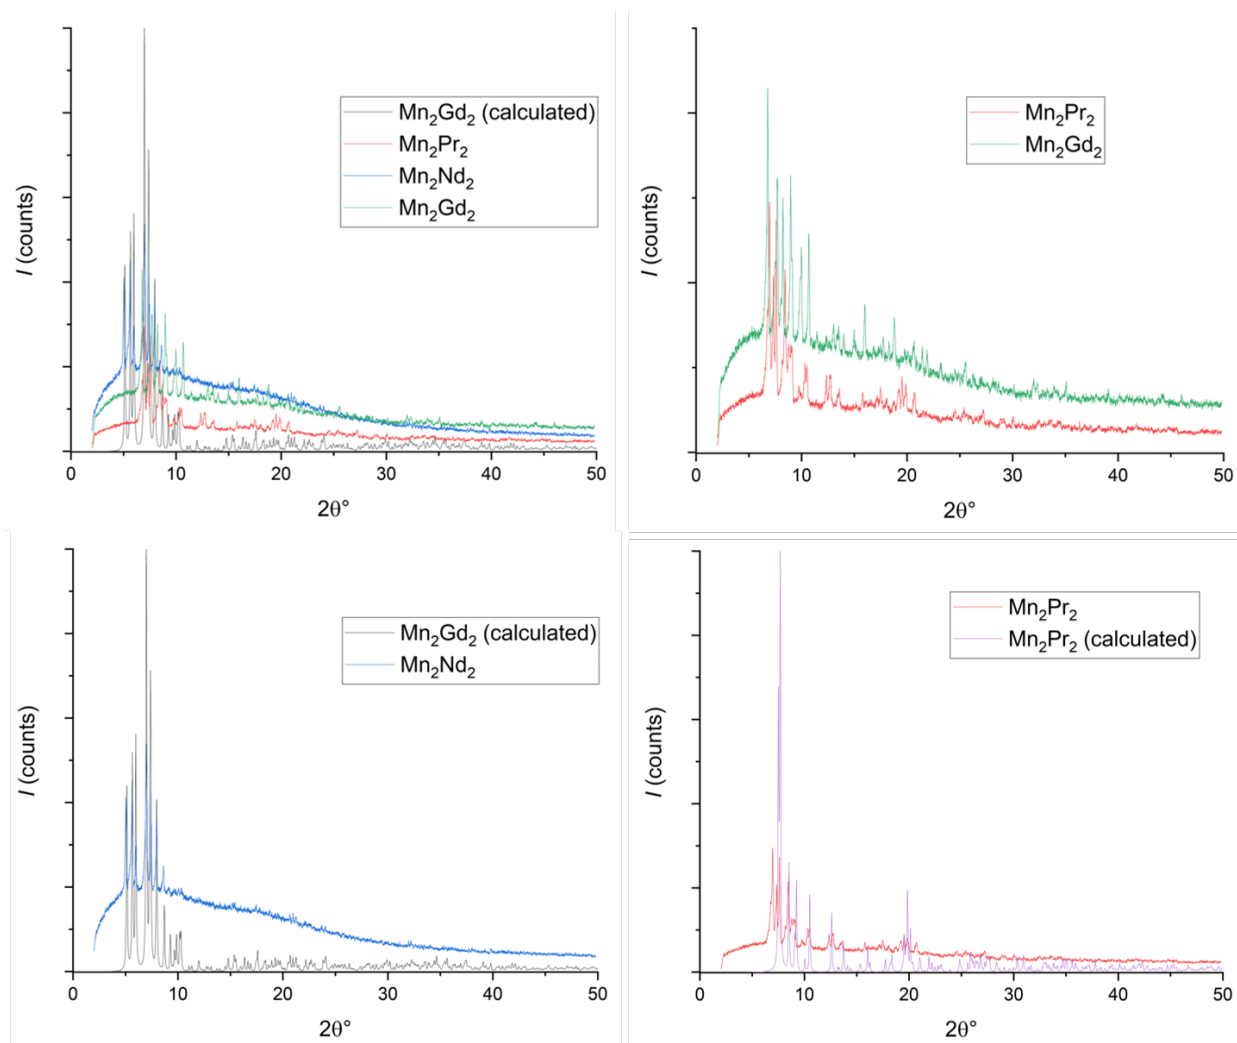 I (counts)
Mn₂Gd₂ (calculated)
Mn₂Pr₂
Mn₂Nd₂
Mn₂Gd₂
0 10 20 30 40 50
2θ°
I (counts)
Mn₂Pr₂
Mn₂Gd₂
0 10 20 30 40 50
2θ°
I (counts)
Mn₂Gd₂ (calculated)
Mn₂Nd₂
0 10 20 30 40 50
2θ°
I (counts)
Mn₂Pr₂
Mn₂Pr₂ (calculated)
0 10 20 30 40 50
2θ°